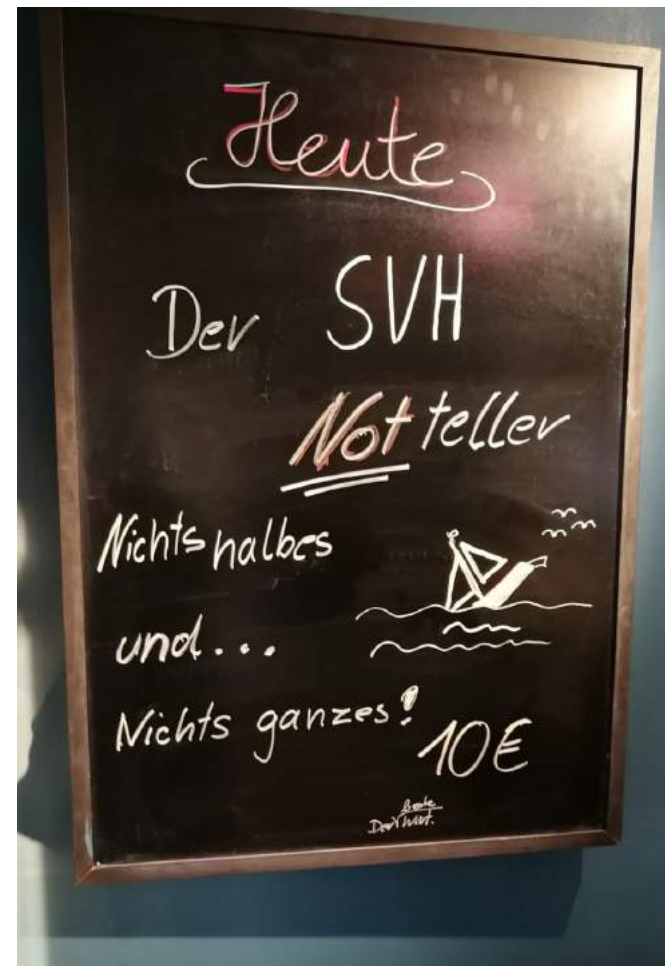 Heute
Der SVH
Notteller
Nichts halbes
und...
Nichts ganzes!
10€